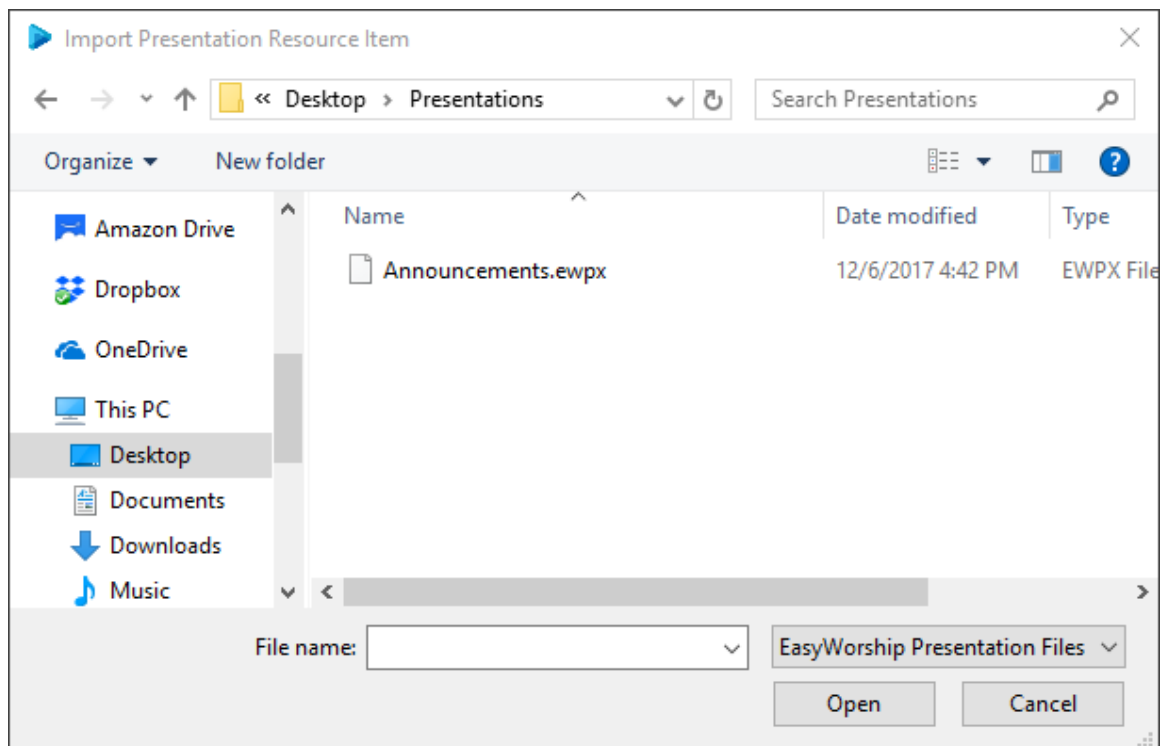 Import Presentation Resource Item
« Desktop > Presentations
Search Presentations
Organize
New folder
?
Name
Date modified
Type
Amazon Drive
Dropbox
OneDrive
This PC
Desktop
Documents
Downloads
Music
Announcements.ewpx
12/6/2017 4:42 PM
EWPX File
File name:
EasyWorship Presentation Files
Open
Cancel